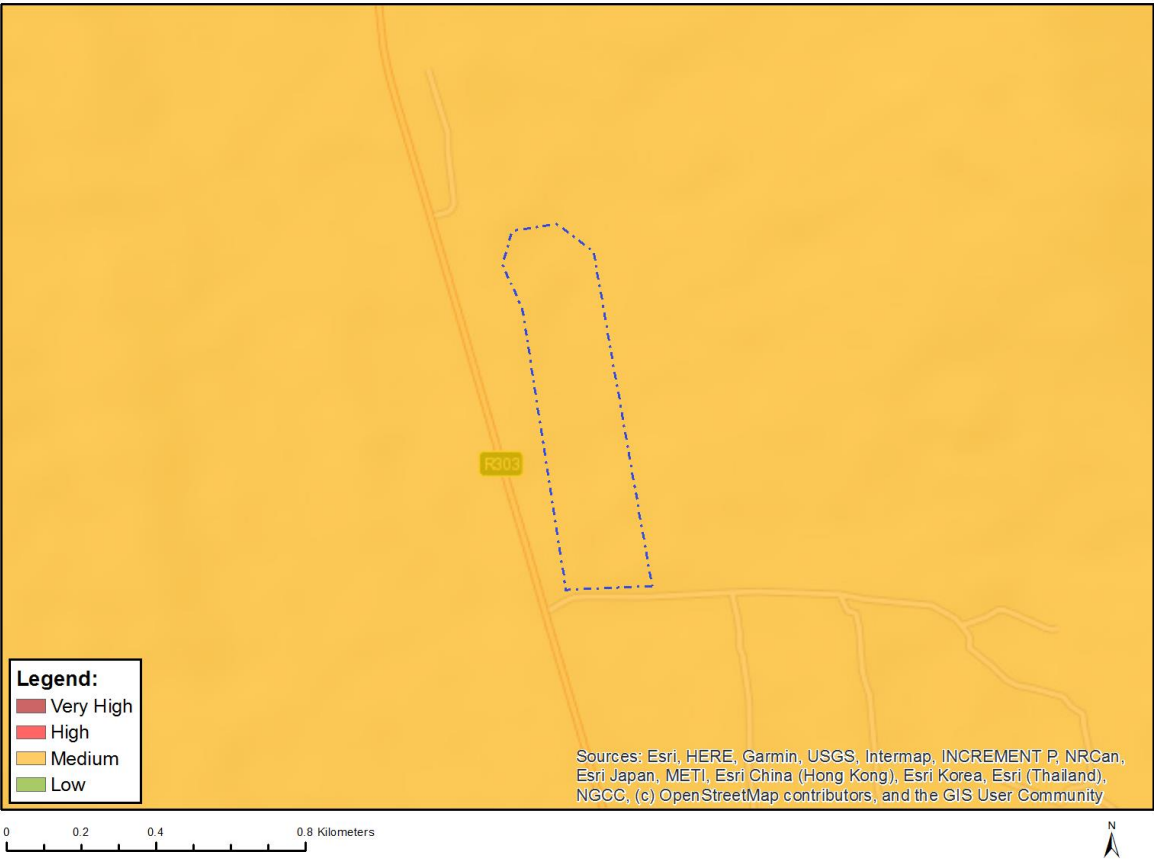 R303
Legend:
Very High
High
Medium
Low
Sources: Esri, HERE, Garmin, USGS, Intermap, INCREMENT P, NRCan,
Esri Japan, METI, Esri China (Hong Kong), Esri Korea, Esri (Thailand),
NGCC, (c) OpenStreetMap contributors, and the GIS User Community
0 0.2 0.4 0.8 Kilometers
N